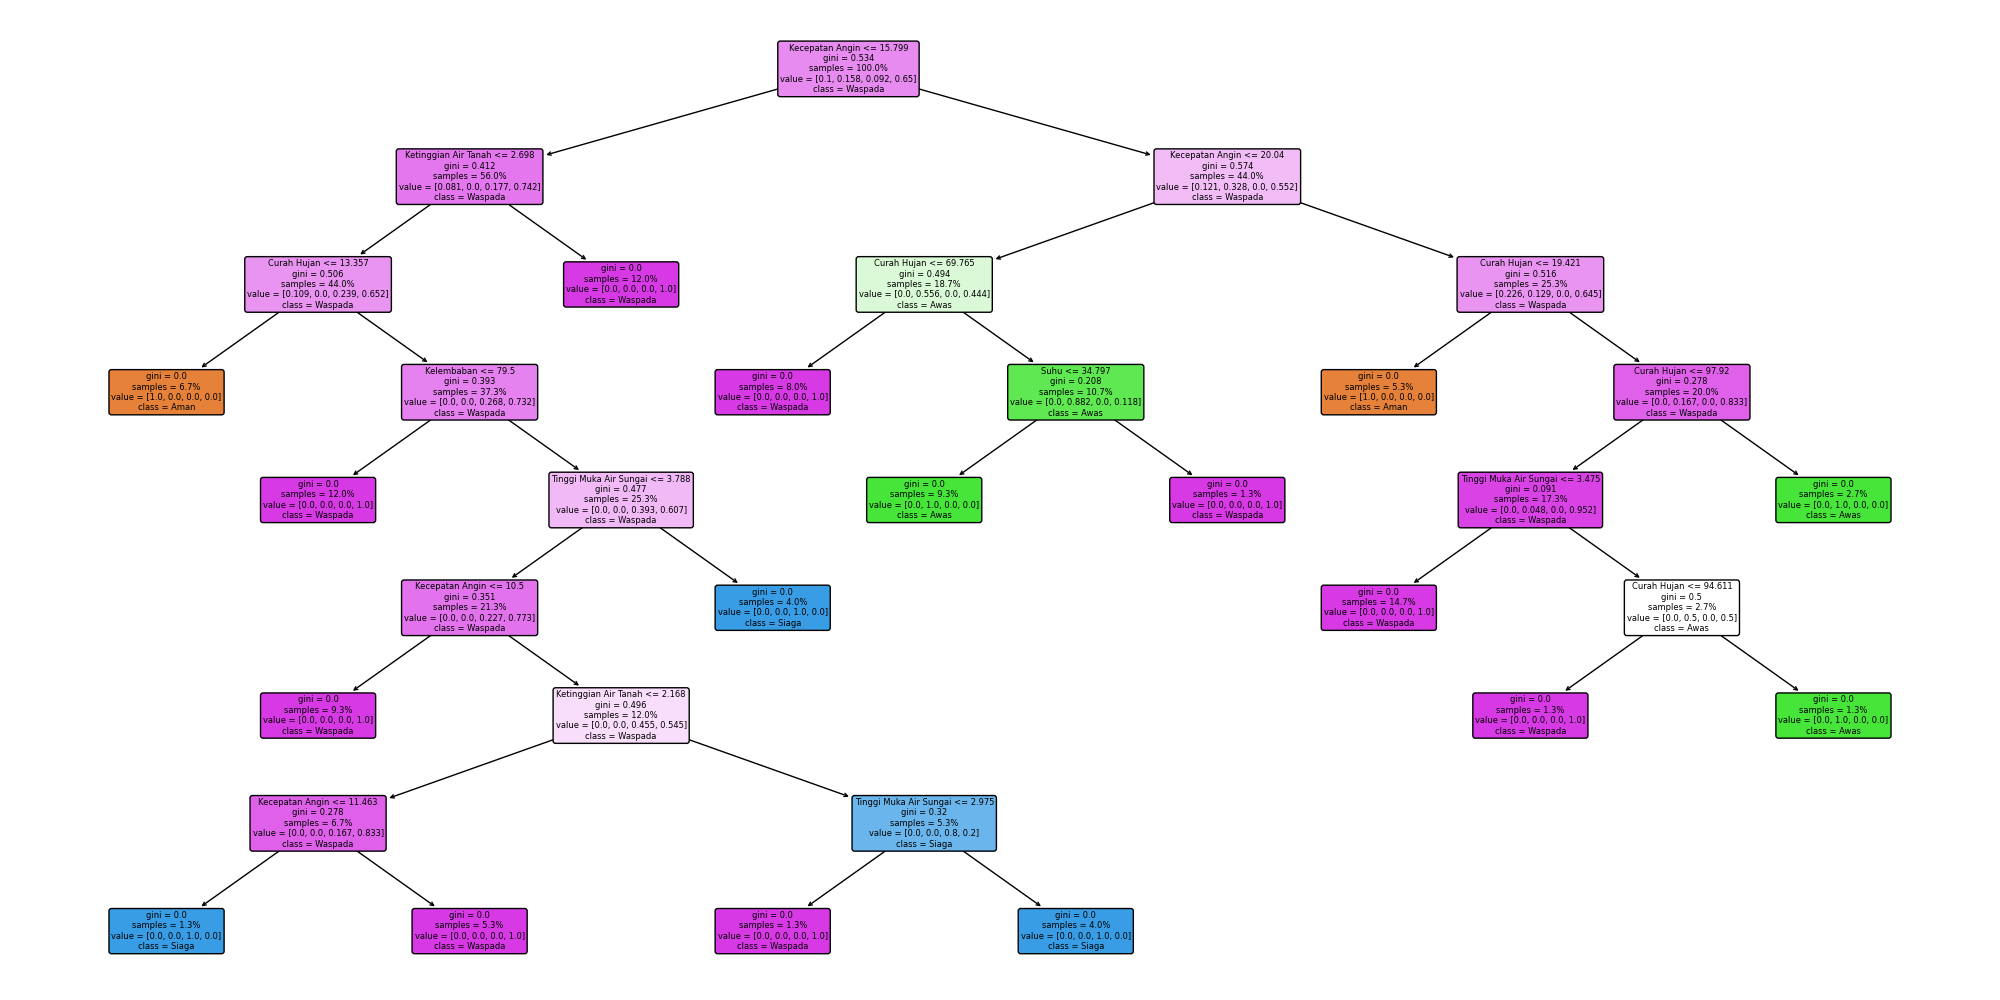 Kecepatan Angin <= 15.799
gini = 0.534
samples = 100.0%
value = [0.1, 0.158, 0.092, 0.65]
class = Waspada
Ketinggian Air Tanah <= 2.698
gini = 0.412
samples = 56.0%
value = [0.081, 0.0, 0.177, 0.742]
class = Waspada
Kecepatan Angin <= 20.04
gini = 0.574
samples = 44.0%
value = [0.121, 0.328, 0.0, 0.552]
class = Waspada
Curah Hujan <= 13.357
gini = 0.506
samples = 44.0%
value = [0.109, 0.0, 0.239, 0.652]
class = Waspada
gini = 0.0
samples = 12.0%
value = [0.0, 0.0, 0.0, 1.0]
class = Waspada
Curah Hujan <= 69.765
gini = 0.494
samples = 18.7%
value = [0.0, 0.556, 0.0, 0.444]
class = Awas
Curah Hujan <= 19.421
gini = 0.516
samples = 25.3%
value = [0.226, 0.129, 0.0, 0.645]
class = Waspada
gini = 0.0
samples = 6.7%
value = [1.0, 0.0, 0.0, 0.0]
class = Aman
Kelembaban <= 79.5
gini = 0.393
samples = 37.3%
value = [0.0, 0.0, 0.268, 0.732]
class = Waspada
gini = 0.0
samples = 8.0%
value = [0.0, 0.0, 0.0, 1.0]
class = Waspada
Suhu <= 34.797
gini = 0.208
samples = 10.7%
value = [0.0, 0.882, 0.0, 0.118]
class = Awas
gini = 0.0
samples = 5.3%
value = [1.0, 0.0, 0.0, 0.0]
class = Aman
Curah Hujan <= 97.92
gini = 0.278
samples = 20.0%
value = [0.0, 0.167, 0.0, 0.833]
class = Waspada
gini = 0.0
samples = 12.0%
value = [0.0, 0.0, 0.0, 1.0]
class = Waspada
Tinggi Muka Air Sungai <= 3.788
gini = 0.477
samples = 25.3%
value = [0.0, 0.0, 0.393, 0.607]
class = Waspada
gini = 0.0
samples = 9.3%
value = [0.0, 1.0, 0.0, 0.0]
class = Awas
gini = 0.0
samples = 1.3%
value = [0.0, 0.0, 0.0, 1.0]
class = Waspada
Tinggi Muka Air Sungai <= 3.475
gini = 0.091
samples = 17.3%
value = [0.0, 0.048, 0.0, 0.952]
class = Waspada
gini = 0.0
samples = 2.7%
value = [0.0, 1.0, 0.0, 0.0]
class = Awas
Kecepatan Angin <= 10.5
gini = 0.351
samples = 21.3%
value = [0.0, 0.0, 0.227, 0.773]
class = Waspada
gini = 0.0
samples = 4.0%
value = [0.0, 0.0, 1.0, 0.0]
class = Siaga
gini = 0.0
samples = 14.7%
value = [0.0, 0.0, 0.0, 1.0]
class = Waspada
Curah Hujan <= 94.611
gini = 0.5
samples = 2.7%
value = [0.0, 0.5, 0.0, 0.5]
class = Awas
gini = 0.0
samples = 9.3%
value = [0.0, 0.0, 0.0, 1.0]
class = Waspada
Ketinggian Air Tanah <= 2.168
gini = 0.496
samples = 12.0%
value = [0.0, 0.0, 0.455, 0.545]
class = Waspada
gini = 0.0
samples = 1.3%
value = [0.0, 0.0, 0.0, 1.0]
class = Waspada
gini = 0.0
samples = 1.3%
value = [0.0, 1.0, 0.0, 0.0]
class = Awas
Kecepatan Angin <= 11.463
gini = 0.278
samples = 6.7%
value = [0.0, 0.0, 0.167, 0.833]
class = Waspada
Tinggi Muka Air Sungai <= 2.975
gini = 0.32
samples = 5.3%
value = [0.0, 0.0, 0.8, 0.2]
class = Siaga
gini = 0.0
samples = 1.3%
value = [0.0, 0.0, 1.0, 0.0]
class = Siaga
gini = 0.0
samples = 5.3%
value = [0.0, 0.0, 0.0, 1.0]
class = Waspada
gini = 0.0
samples = 1.3%
value = [0.0, 0.0, 0.0, 1.0]
class = Waspada
gini = 0.0
samples = 4.0%
value = [0.0, 0.0, 1.0, 0.0]
class = Siaga